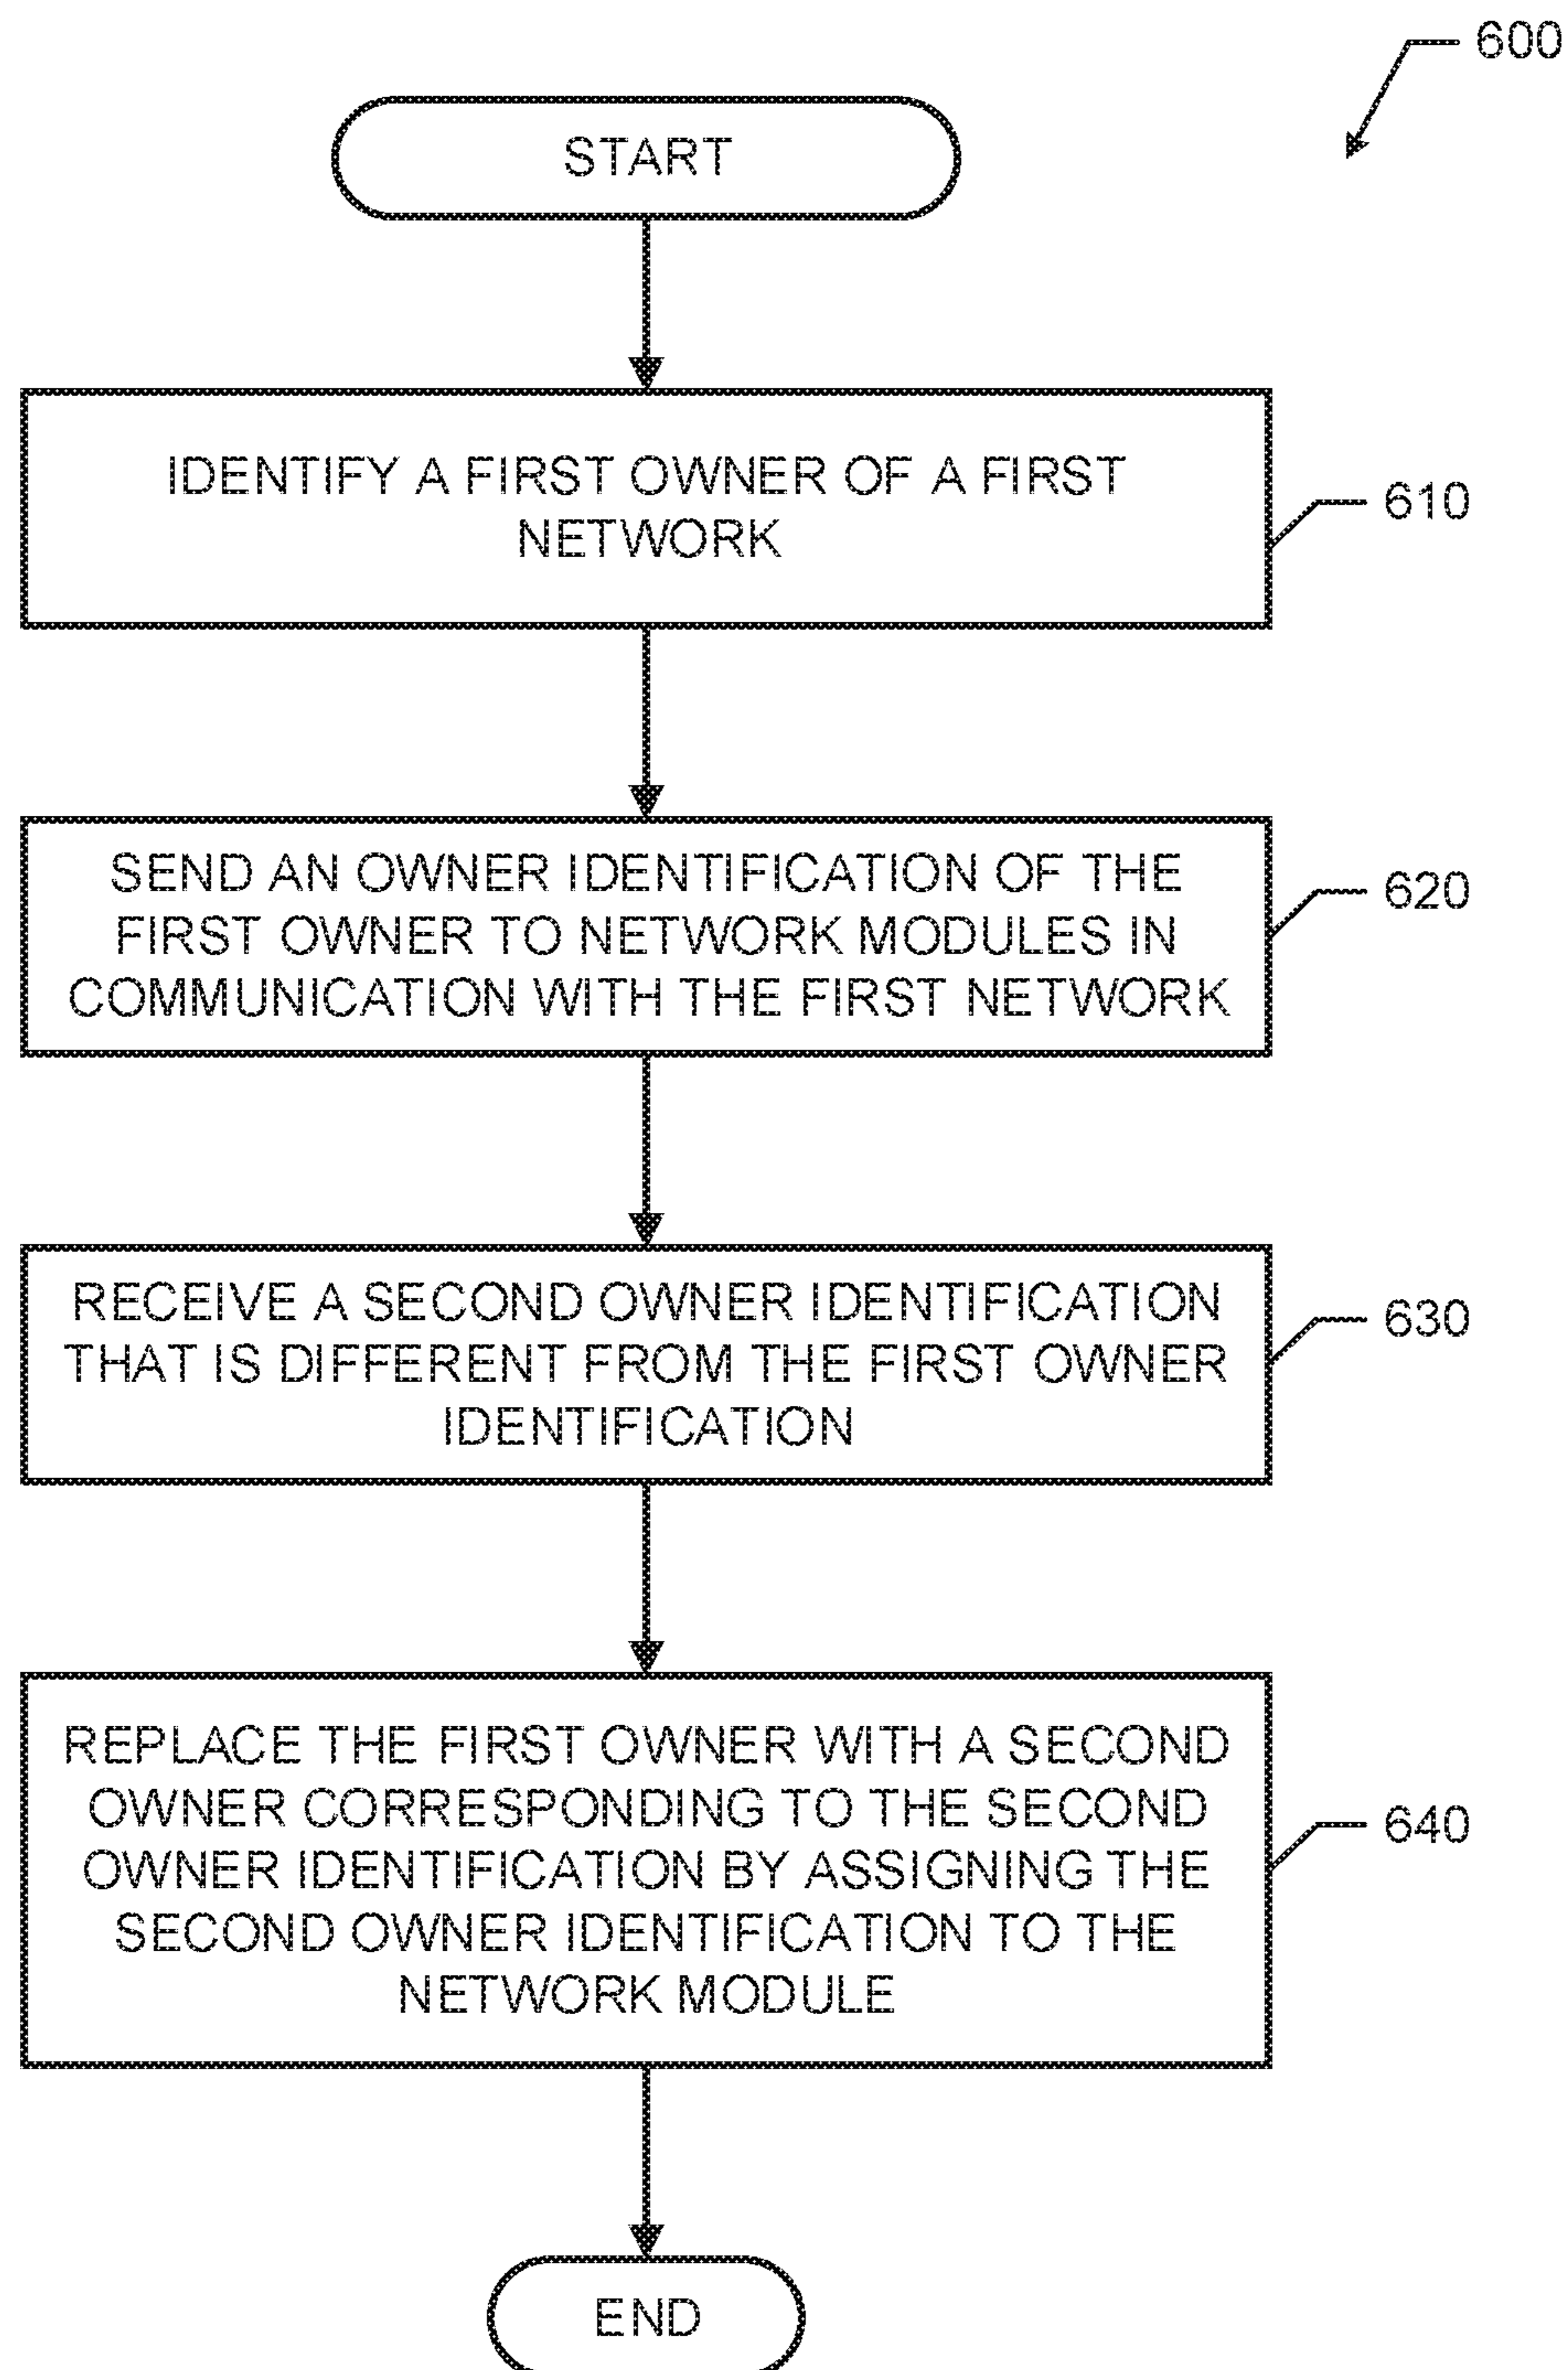 600
START
IDENTIFY A FIRST OWNER OF A FIRST
NETWORK
610
SEND AN OWNER IDENTIFICATION OF THE
FIRST OWNER TO NETWORK MODULES IN
COMMUNICATION WITH THE FIRST NETWORK
620
RECEIVE A SECOND OWNER IDENTIFICATION
THAT IS DIFFERENT FROM THE FIRST OWNER
IDENTIFICATION
630
REPLACE THE FIRST OWNER WITH A SECOND
OWNER CORRESPONDING TO THE SECOND
OWNER IDENTIFICATION BY ASSIGNING THE
SECOND OWNER IDENTIFICATION TO THE
NETWORK MODULE
640
END